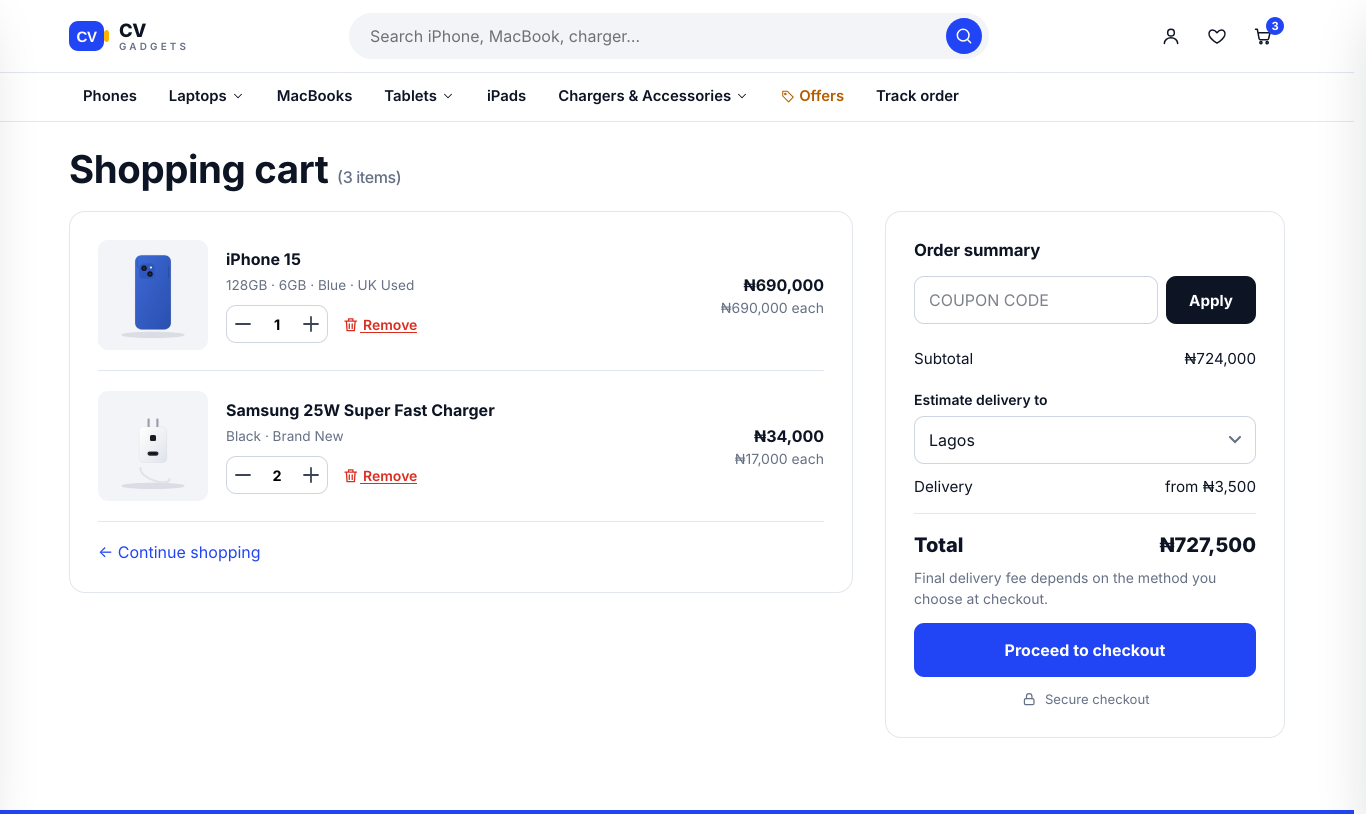 CV
CV
GADGETS
Search iPhone, MacBook, charger...
3
Phones
Laptops
MacBooks
Tablets
iPads
Chargers & Accessories
Offers
Track order
Shopping cart (3 items)
iPhone 15
128GB · 6GB · Blue · UK Used
1
Remove
₦690,000
₦690,000 each
Samsung 25W Super Fast Charger
Black · Brand New
2
Remove
₦34,000
₦17,000 each
← Continue shopping
Order summary
COUPON CODE
Apply
Subtotal ₦724,000
Estimate delivery to
Lagos
Delivery from ₦3,500
Total ₦727,500
Final delivery fee depends on the method you
choose at checkout.
Proceed to checkout
Secure checkout